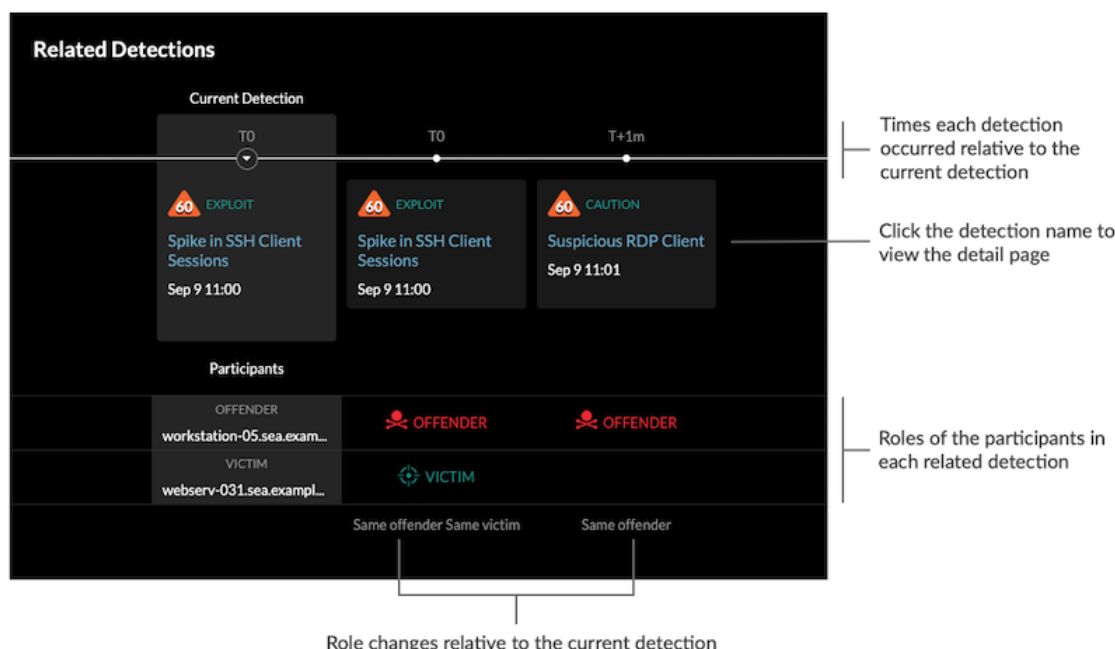 Related Detections
Current Detection
T0
T0
T+1m
60 EXPLOIT
Spike in SSH Client
Sessions
Sep 9 11:00
60 EXPLOIT
Spike in SSH Client
Sessions
Sep 9 11:00
60 CAUTION
Suspicious RDP Client
Sep 9 11:01
Times each detection
occurred relative to the
current detection
Click the detection name to
view the detail page
Participants
OFFENDER
workstation-05.sea.exam...
OFFENDER
OFFENDER
VICTIM
webserv-031.sea.exampl...
VICTIM
Roles of the participants in
each related detection
Same offender Same victim
Same offender
Role changes relative to the current detection